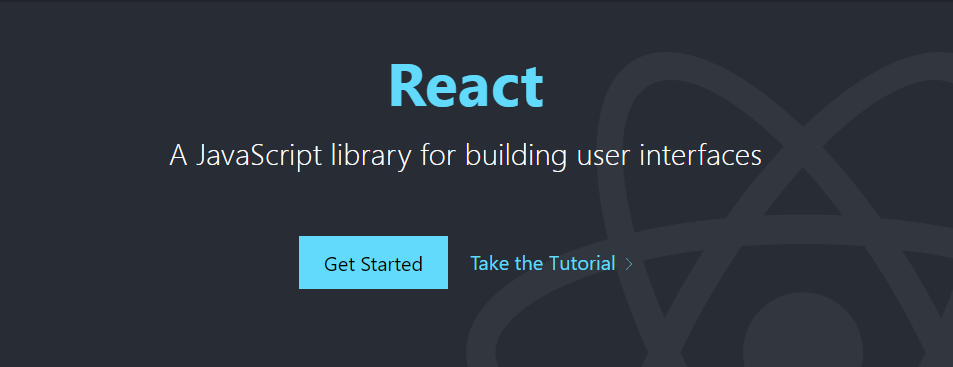 React
A JavaScript library for building user interfaces
Get Started
Take the Tutorial